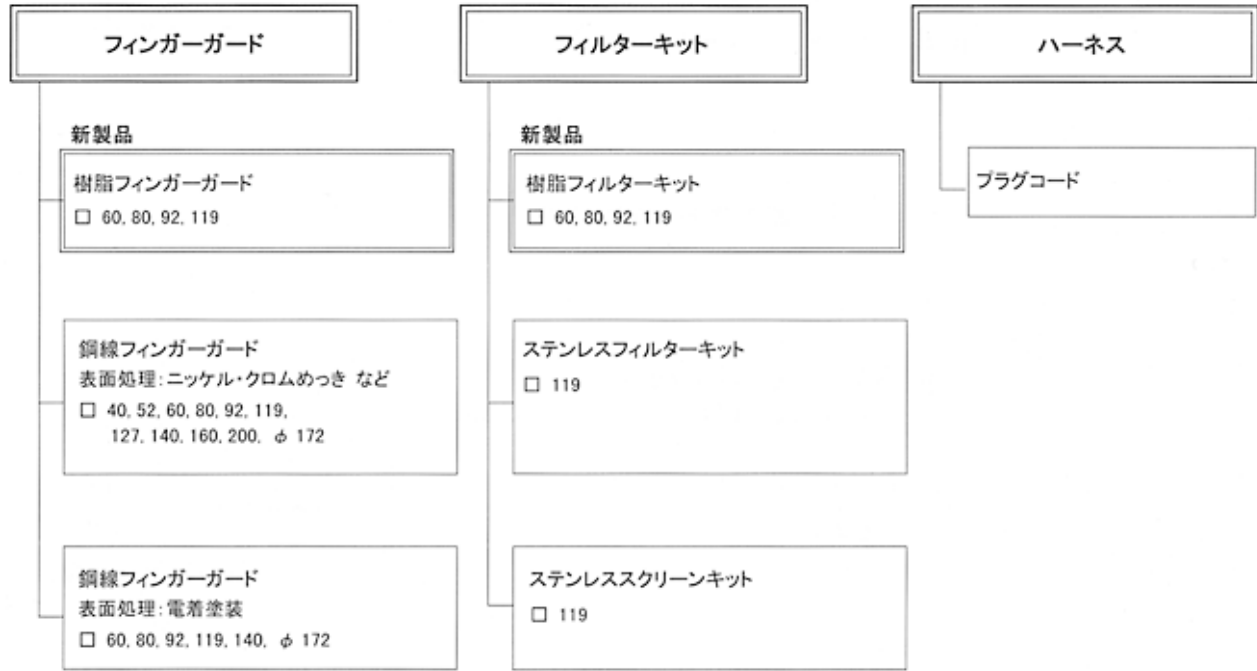 フィンガーガード
新製品
樹脂フィンガーガード
□ 60, 80, 92, 119
鋼線フィンガーガード
表面処理:ニッケル・クロムめっき など
□ 40, 52, 60, 80, 92, 119,
127, 140, 160, 200, φ 172
鋼線フィンガーガード
表面処理:電着塗装
□ 60, 80, 92, 119, 140, φ 172
フィルターキット
新製品
樹脂フィルターキット
□ 60, 80, 92, 119
ステンレスフィルターキット
□ 119
ステンレススクリーンキット
□ 119
ハーネス
プラグコード